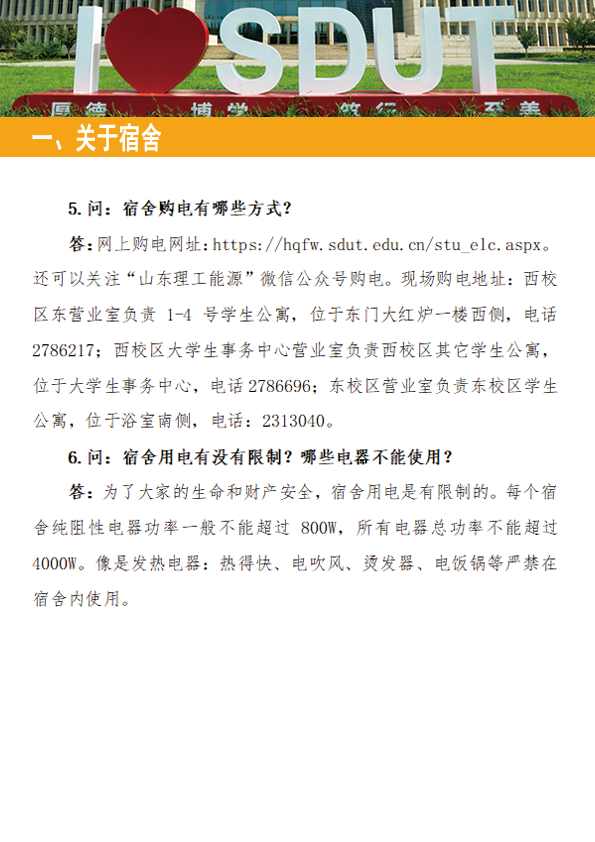 I ❤ SDUT
厚德 博学 笃行 至善
一、关于宿舍
5.问：宿舍购电有哪些方式？
答：网上购电网址：https://hqfw.sdut.edu.cn/stu_elc.aspx。
还可以关注“山东理工能源”微信公众号购电。现场购电地址：西校
区东营业室负责 1-4 号学生公寓，位于东门大红炉一楼西侧，电话
2786217；西校区大学生事务中心营业室负责西校区其它学生公寓，
位于大学生事务中心，电话 2786696；东校区营业室负责东校区学生
公寓，位于浴室南侧，电话：2313040。
6.问：宿舍用电有没有限制？哪些电器不能使用？
答：为了大家的生命和财产安全，宿舍用电是有限制的。每个宿
舍纯阻性电器功率一般不能超过 800W，所有电器总功率不能超过
4000W。像是发热电器：热得快、电吹风、烫发器、电饭锅等严禁在
宿舍内使用。